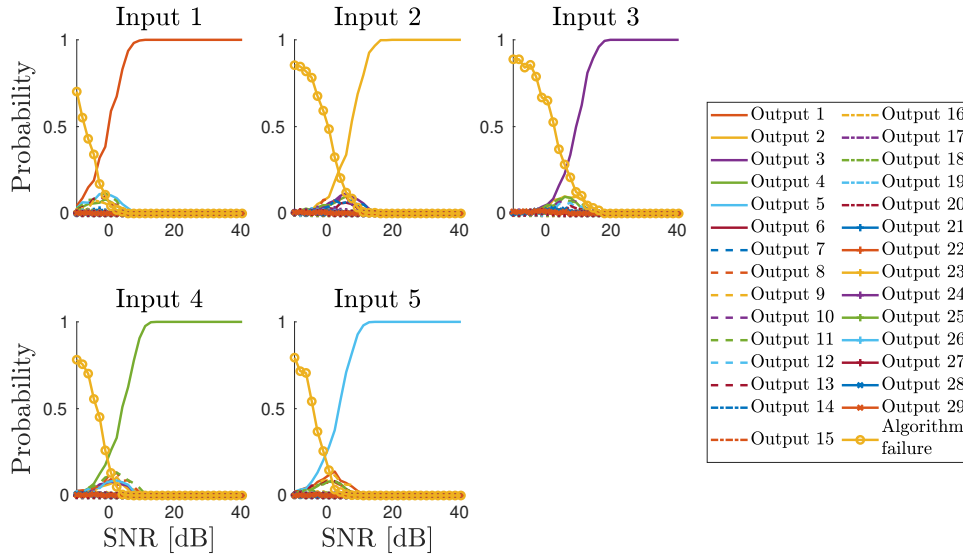 Input 1
Input 2
Input 3
Probability
1
0.5
0
0 20 40
1
0.5
0
0 20 40
1
0.5
0
0 20 40
Input 4
Input 5
Probability
1
0.5
0
0 20 40
SNR [dB]
1
0.5
0
0 20 40
SNR [dB]
Output 1
Output 2
Output 3
Output 4
Output 5
Output 6
Output 7
Output 8
Output 9
Output 10
Output 11
Output 12
Output 13
Output 14
Output 15
Output 16
Output 17
Output 18
Output 19
Output 20
Output 21
Output 22
Output 23
Output 24
Output 25
Output 26
Output 27
Output 28
Output 29
Algorithm
failure